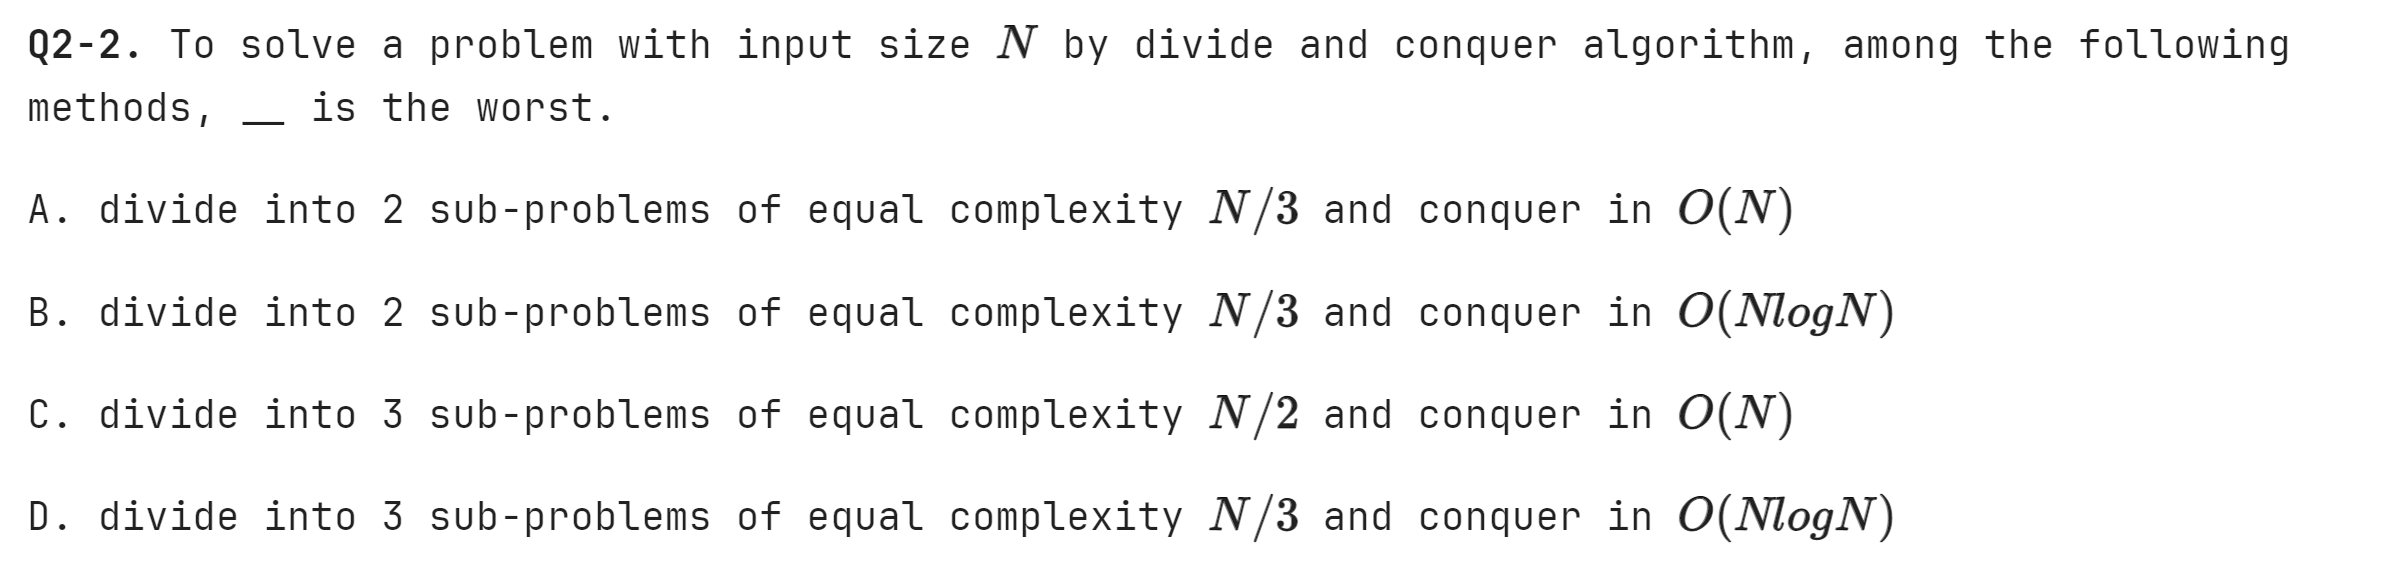 Q2-2. To solve a problem with input size N by divide and conquer algorithm, among the following
methods, __ is the worst.
A. divide into 2 sub-problems of equal complexity N/3 and conquer in O(N)
B. divide into 2 sub-problems of equal complexity N/3 and conquer in O(NlogN)
C. divide into 3 sub-problems of equal complexity N/2 and conquer in O(N)
D. divide into 3 sub-problems of equal complexity N/3 and conquer in O(NlogN)